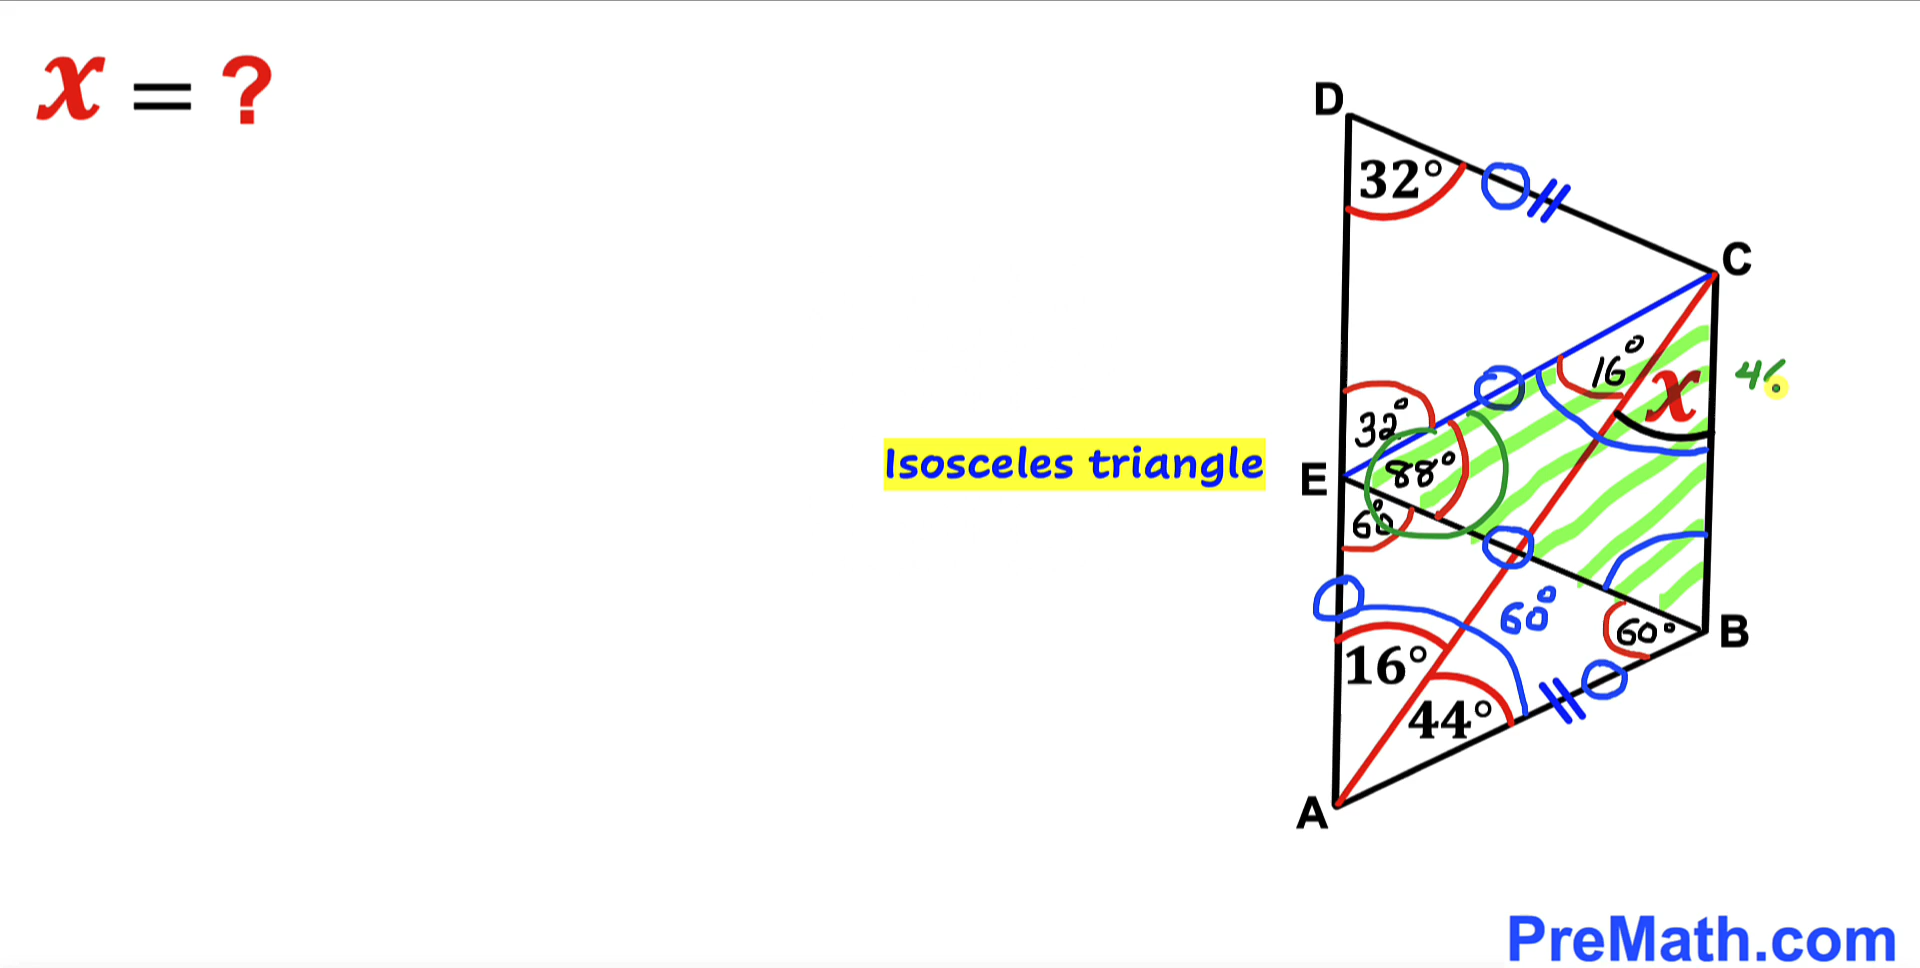 x = ?
D
32°
C
16°
x
46
32°
Isosceles triangle
E
88°
60
60°
60°
B
16°
44°
A
PreMath.com